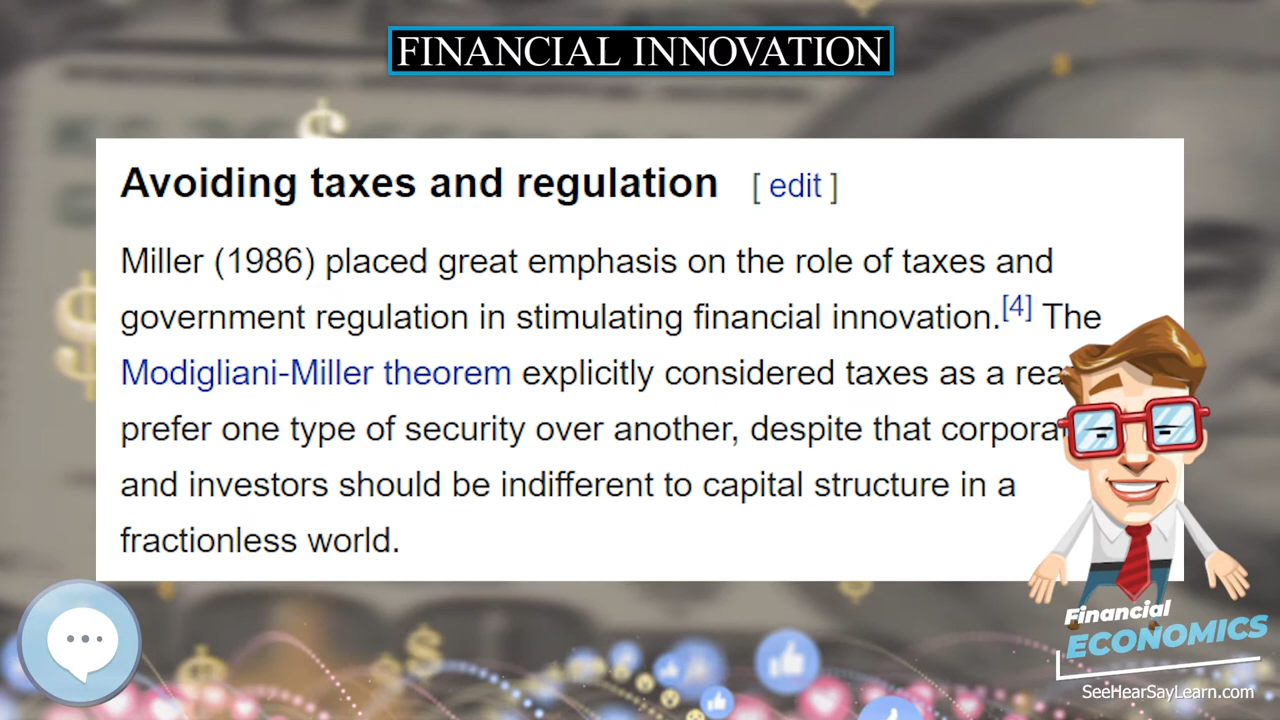 FINANCIAL INNOVATION
Avoiding taxes and regulation [ edit ]
Miller (1986) placed great emphasis on the role of taxes and
government regulation in stimulating financial innovation.[4] The
Modigliani-Miller theorem explicitly considered taxes as a
prefer one type of security over another, despite that
and investors should be indifferent to capital structure in a
fractionless world.
Financial
ECONOMICS
SeeHearSayLearn.com